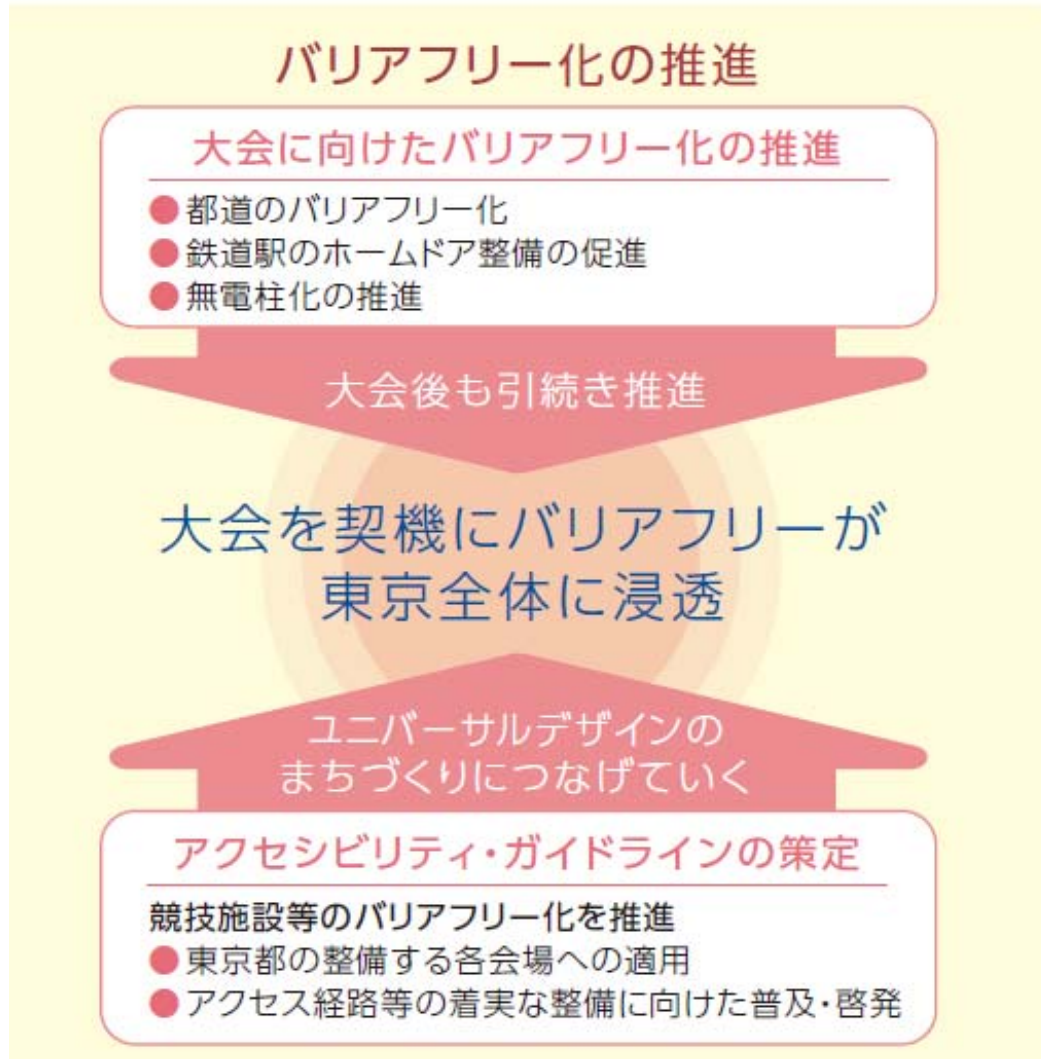 バリアフリー化の推進
大会に向けたバリアフリー化の推進
●都道のバリアフリー化
●鉄道駅のホームドア整備の促進
●無電柱化の推進
大会後も引続き推進
大会を契機にバリアフリーが
東京全体に浸透
ユニバーサルデザインの
まちづくりにつなげていく
アクセシビリティ・ガイドラインの策定
競技施設等のバリアフリー化を推進
●東京都の整備する各会場への適用
●アクセス経路等の着実な整備に向けた普及・啓発